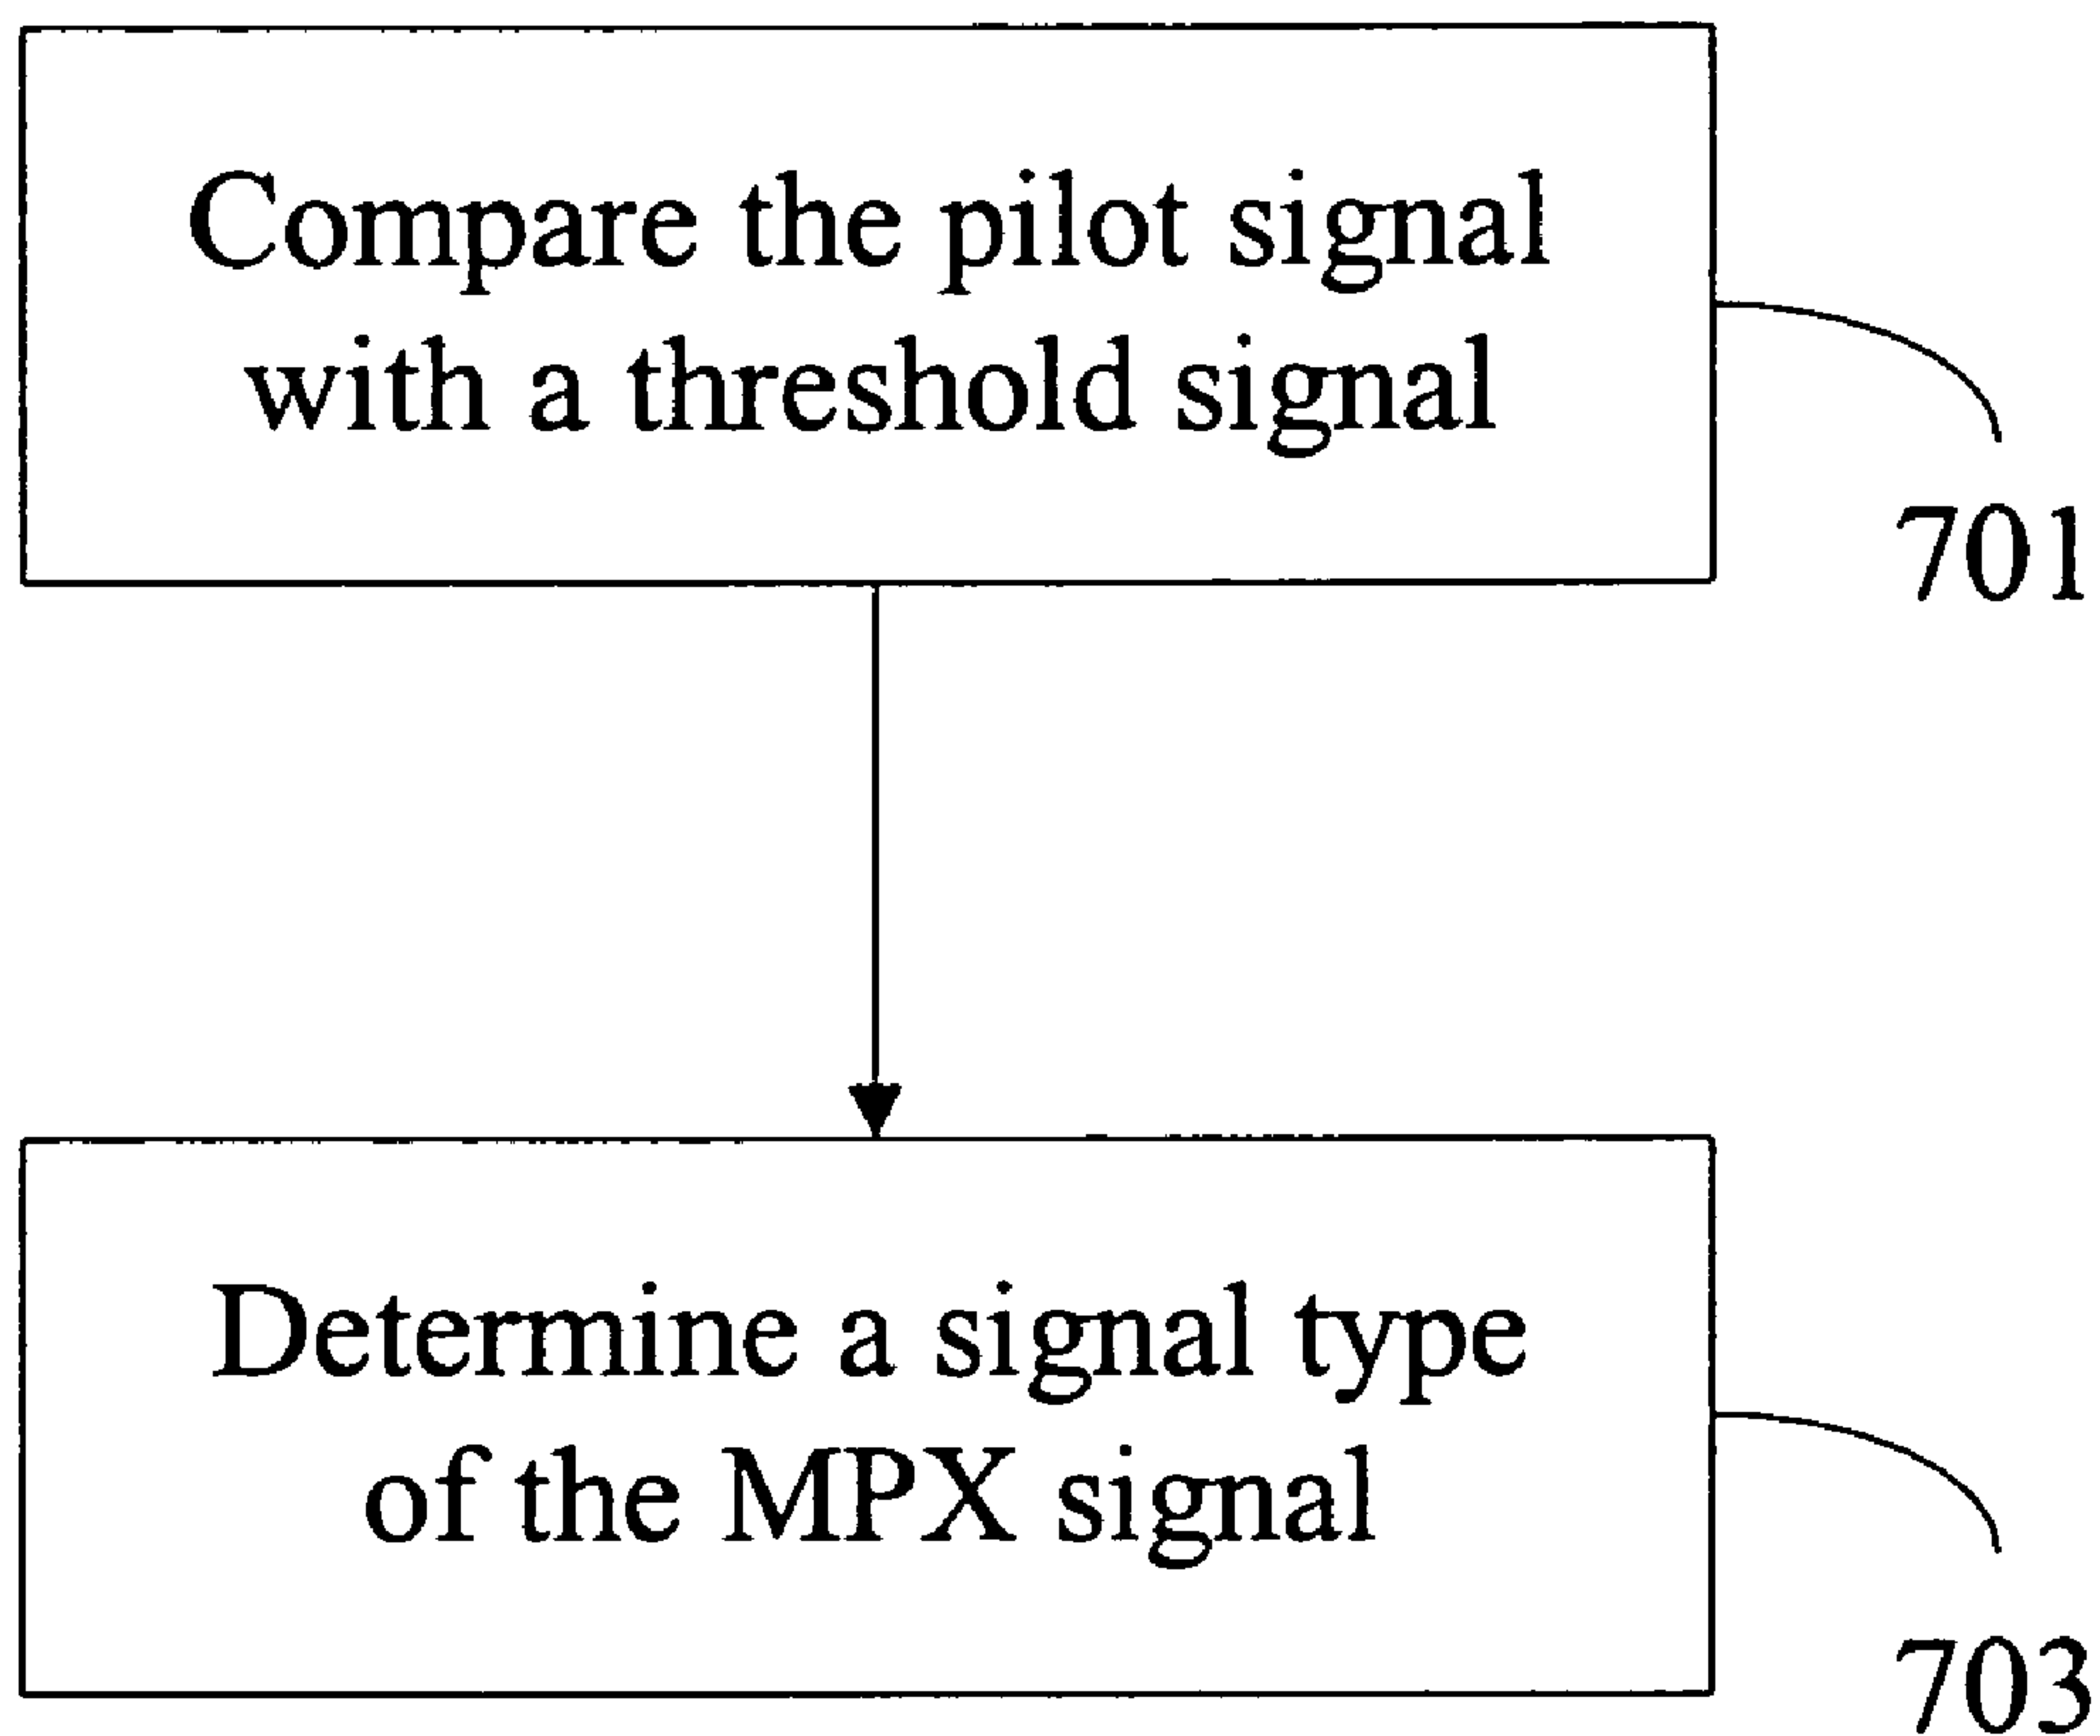 Compare the pilot signal
with a threshold signal
701
Determine a signal type
of the MPX signal
703